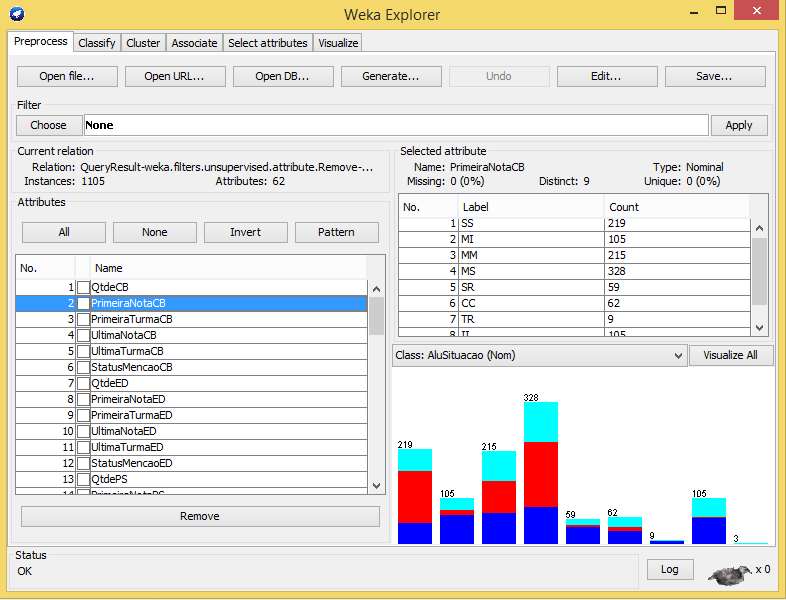 Weka Explorer
Preprocess Classify Cluster Associate Select attributes Visualize
Open file... Open URL... Open DB... Generate... Undo Edit... Save...
Filter
Choose None Apply
Current relation
Relation: QueryResult-weka.filters.unsupervised.attribute.Remove-...
Instances: 1105 Attributes: 62
Selected attribute
Name: PrimeiraNotaCB Type: Nominal
Missing: 0 (0%) Distinct: 9 Unique: 0 (0%)
Attributes
All None Invert Pattern
No. Name
1 QtdeCB
2 PrimeiraNotaCB
3 PrimeiraTurmaCB
4 UltimaNotaCB
5 UltimaTurmaCB
6 StatusMencaoCB
7 QtdeED
8 PrimeiraNotaED
9 PrimeiraTurmaED
10 UltimaNotaED
11 UltimaTurmaED
12 StatusMencaoED
13 QtdePS
14 PrimeiraNotaPS
Remove
No. Label Count
1 SS 219
2 MI 105
3 MM 215
4 MS 328
5 SR 59
6 CC 62
7 TR 9
8 II 105
Class: AluSituacao (Nom) Visualize All
219 105 215 328 59 62 9 105 3
Status
OK
Log x 0